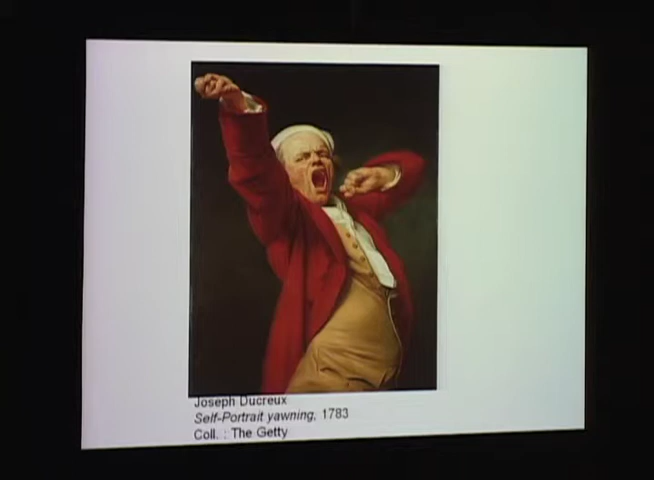 Joseph Ducreux
Self-Portrait yawning, 1783
Coll. : The Getty